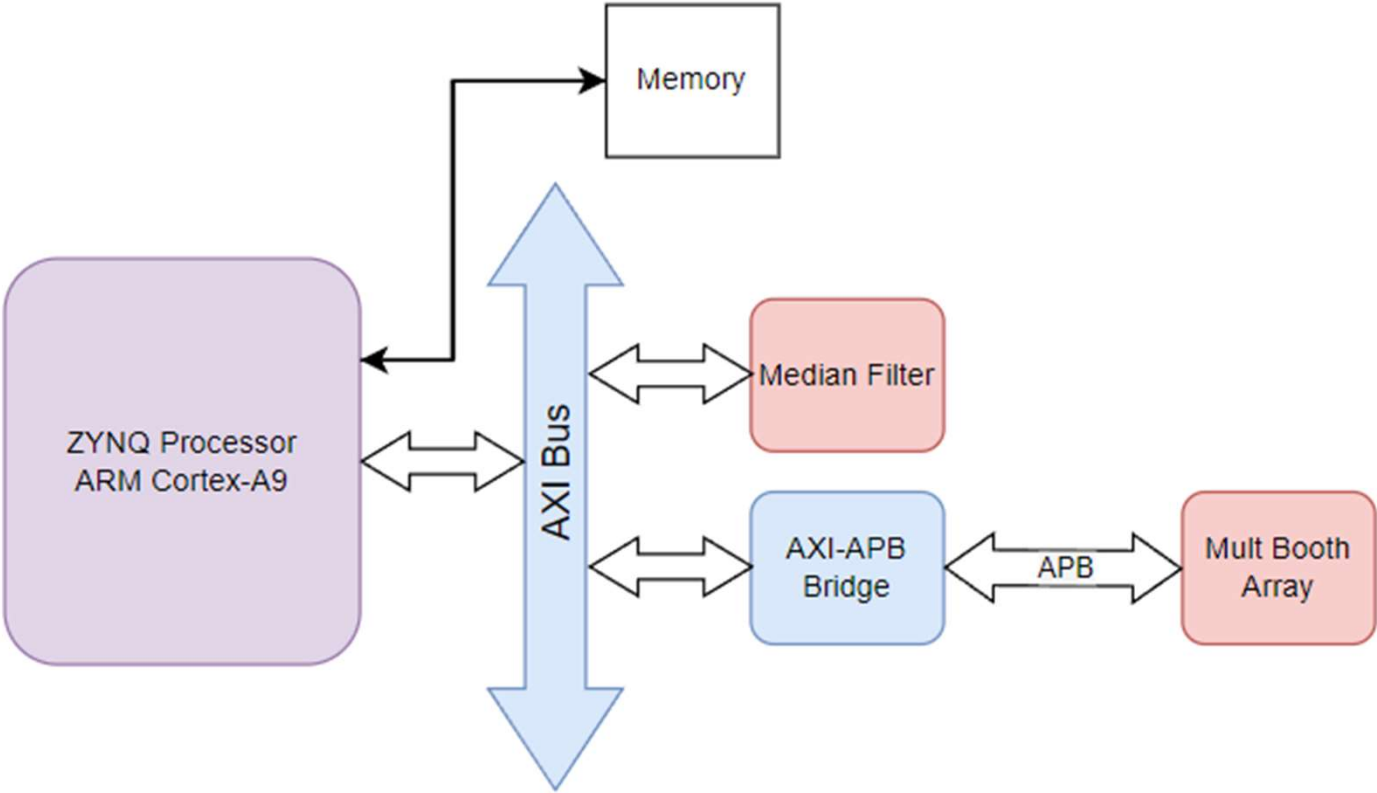 Memory
ZYNQ Processor
ARM Cortex-A9
AXI Bus
Median Filter
AXI-APB
Bridge
APB
Mult Booth
Array